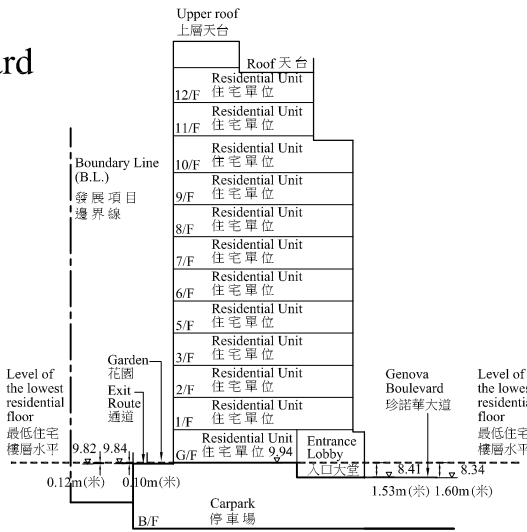 ard
Upper roof
上層天台
Roof 天台
Residential Unit
12/F 住宅單位
Residential Unit
11/F 住宅單位
Residential Unit
10/F 住宅單位
Residential Unit
9/F 住宅單位
Residential Unit
8/F 住宅單位
Residential Unit
7/F 住宅單位
Residential Unit
6/F 住宅單位
Residential Unit
5/F 住宅單位
Residential Unit
3/F 住宅單位
Residential Unit
2/F 住宅單位
Residential Unit
1/F 住宅單位
Residential Unit
G/F 住宅單位 9.94
Boundary Line
(B.L.)
發展項目
邊界線
Garden
花園
Exit
Route
通道
Level of
the lowest
residential
floor
最低住宅
樓層水平
9.82 9.84
0.12m(米) 0.10m(米)
Entrance
Lobby
入口大堂
Genova
Boulevard
珍諾華大道
8.41 8.34
1.53m(米) 1.60m(米)
Level of
the lowes
residentia
floor
最低住宅
樓層水平
Carpark
B/F 停車場